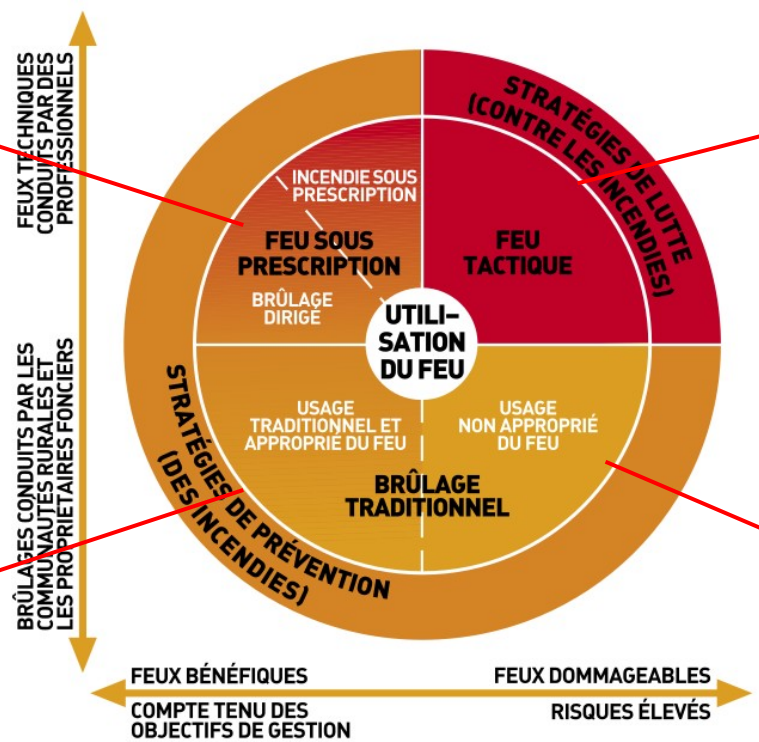 FEUX TECHNIQUES
CONDUITS PAR DES
PROFESSIONNELS
BRÛLAGES CONDUITS PAR LES
COMMUNAUTES RURALES ET
LES PROPRIETAIRES FONCIERS
STRATÉGIES DE LUTTE
(CONTRE LES INCENDIES)
INCENDIE SOUS
PRESCRIPTION
FEU SOUS
PRESCRIPTION
BRÛLAGE
DIRIGÉ
FEU
TACTIQUE
UTILI–
SATION
DU FEU
USAGE
TRADITIONNEL ET
APPROPRIÉ DU FEU
USAGE
NON APPROPRIÉ
DU FEU
BRÛLAGE
TRADITIONNEL
STRATÉGIES DE PRÉVENTION
(DES INCENDIES)
FEUX BÉNÉFIQUES
FEUX DOMMAGEABLES
COMPTE TENU DES
OBJECTIFS DE GESTION
RISQUES ÉLEVÉS